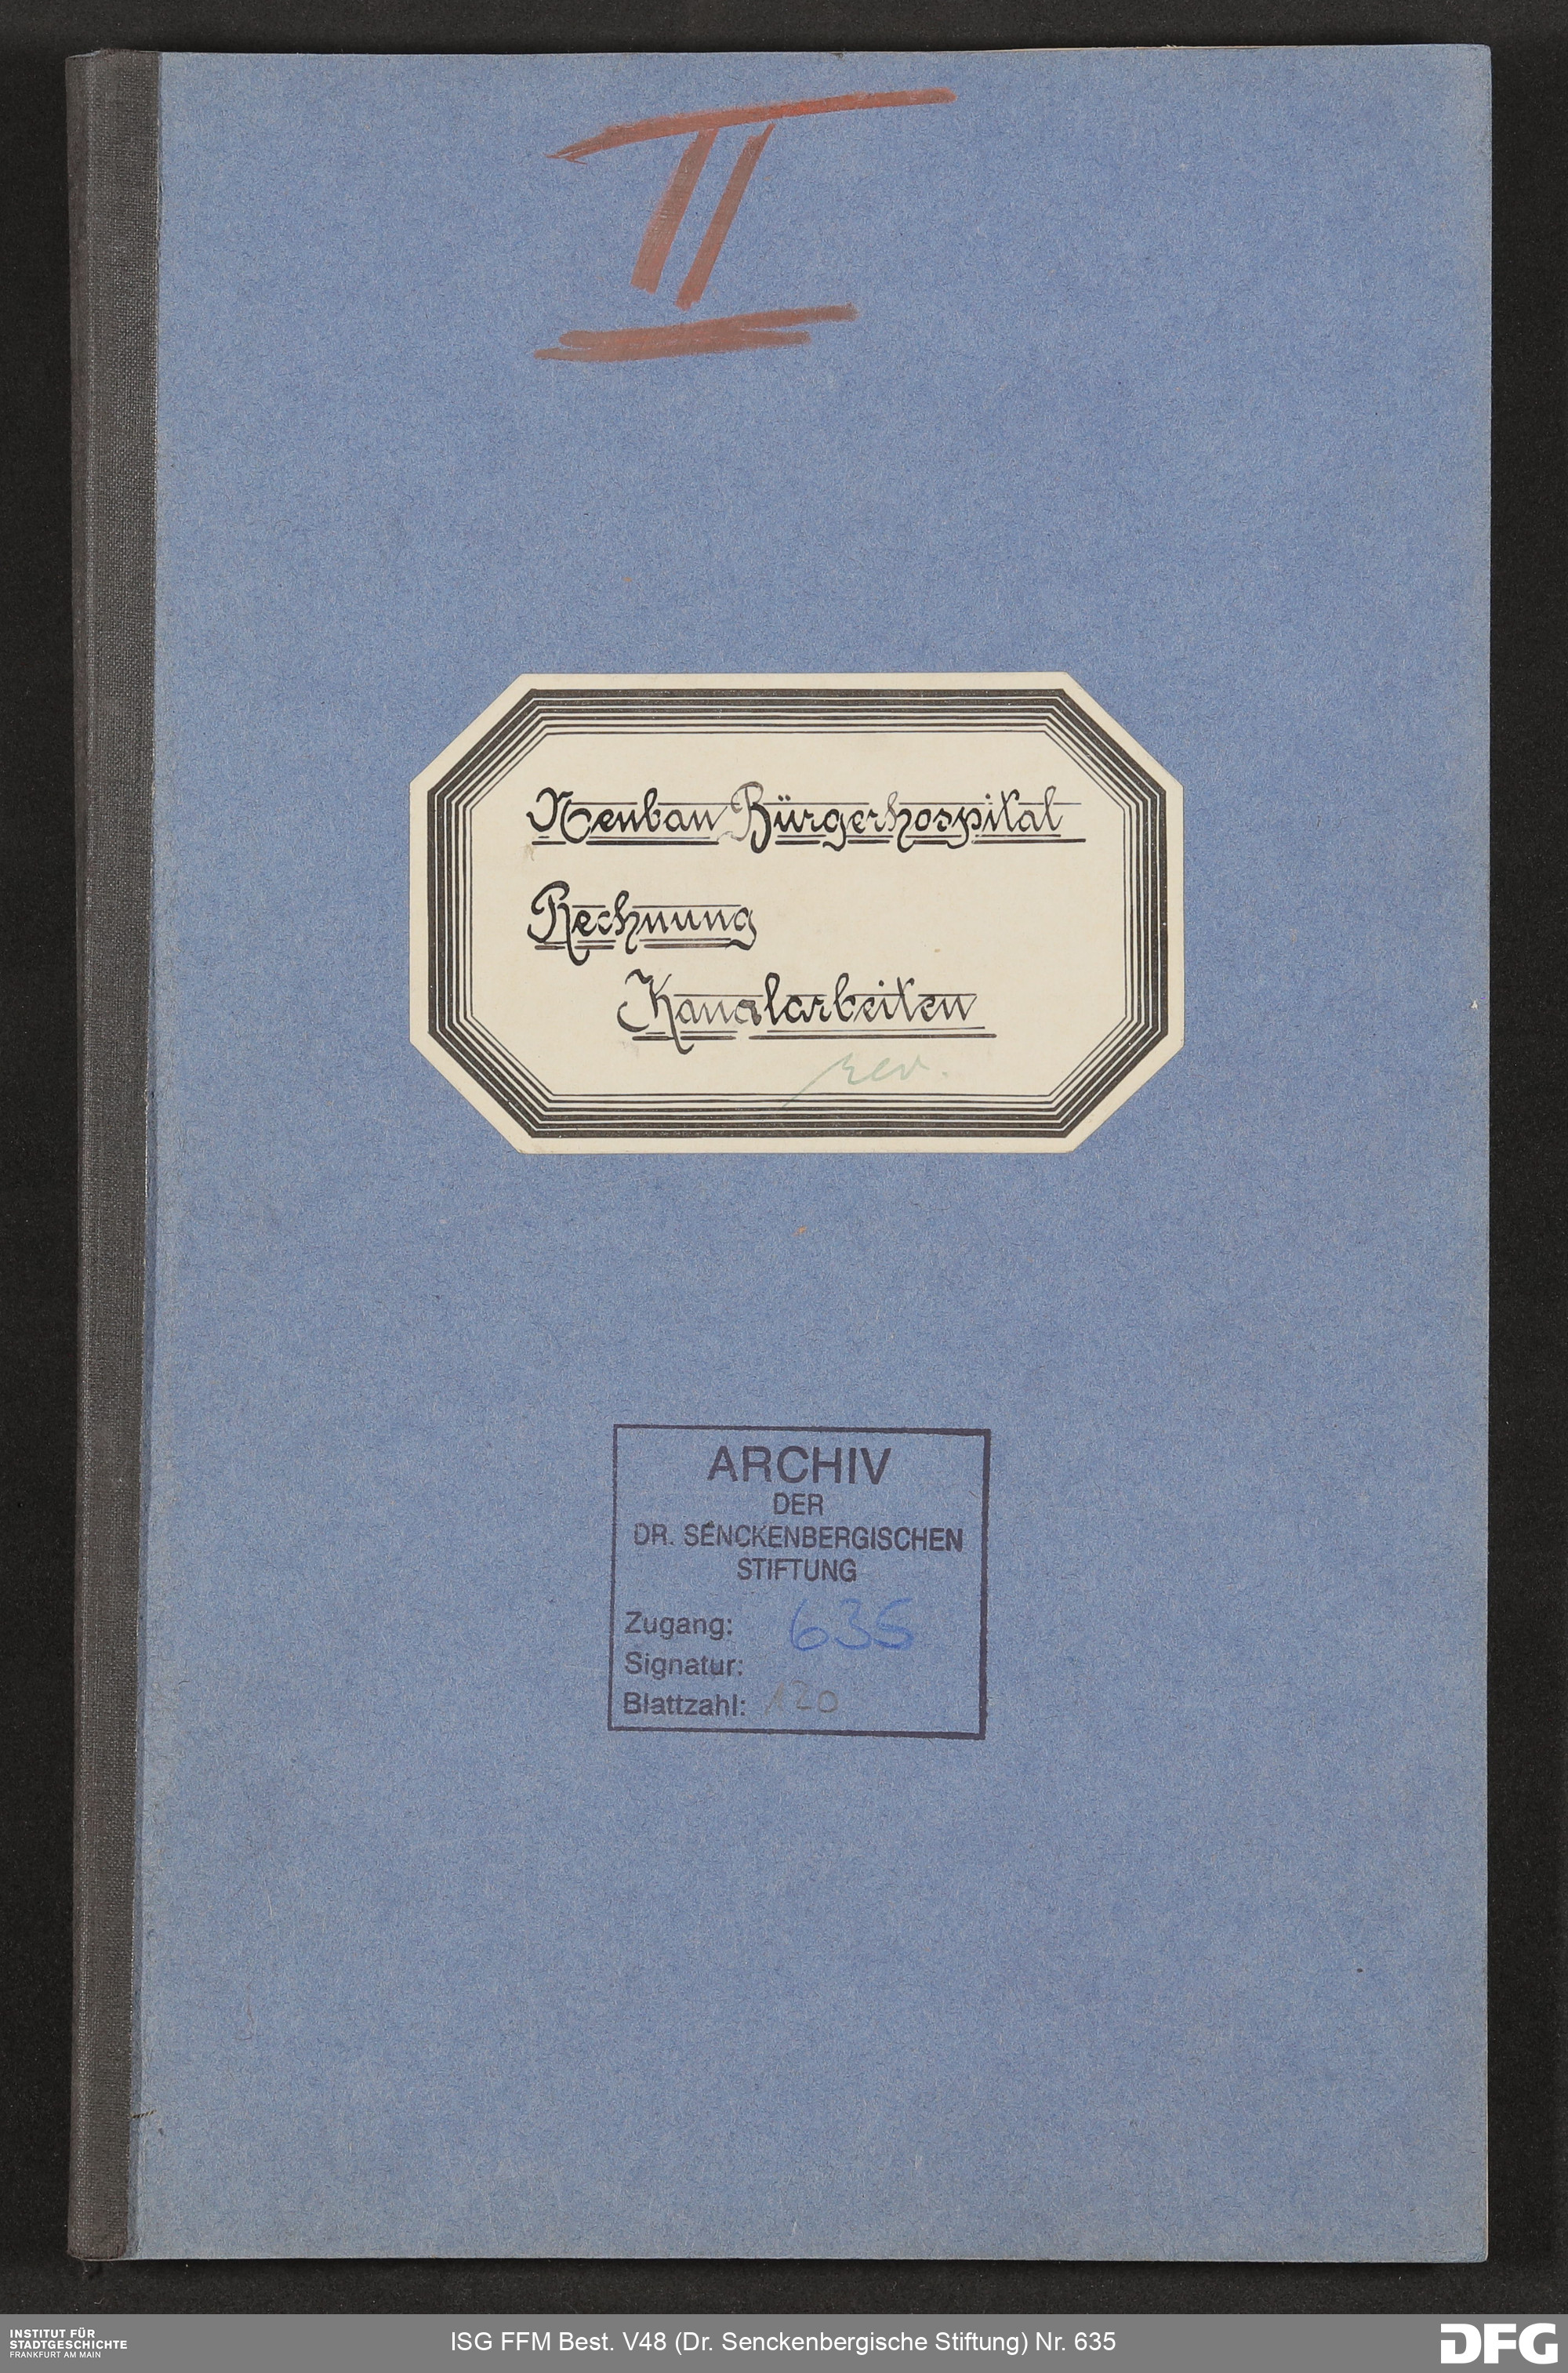 II
Neubau Bürgerhospital
Rechnung
Kanalarbeiten
rev.
ARCHIV
DER
DR. SENCKENBERGISCHEN
STIFTUNG
Zugang: 635
Signatur:
Blattzahl: 120
INSTITUT FÜR
STADTGESCHICHTE
FRANKFURT AM MAIN
ISG FFM Best. V48 (Dr. Senckenbergische Stiftung) Nr. 635
DFG